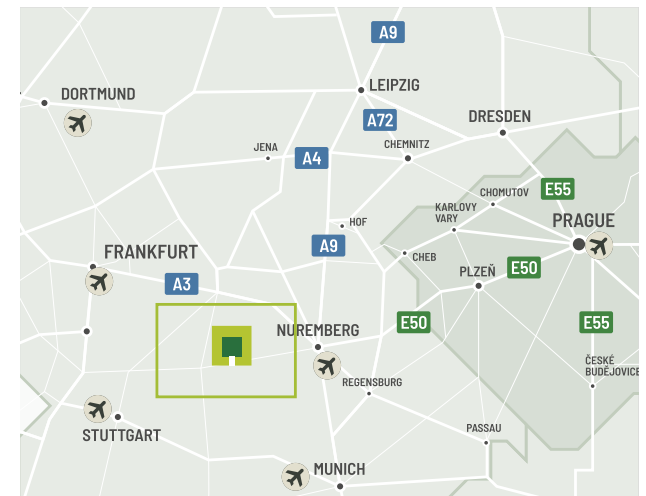 A9
LEIPZIG
DORTMUND
A72
DRESDEN
JENA
A4
CHEMNITZ
E55
CHOMUTOV
KARLOVY
VARY
PRAGUE
HOF
A9
FRANKFURT
CHEB
PLZEŇ
E50
A3
E50
E55
NUREMBERG
ČESKÉ
BUDĚJOVICE
REGENSBURG
STUTTGART
PASSAU
MUNICH